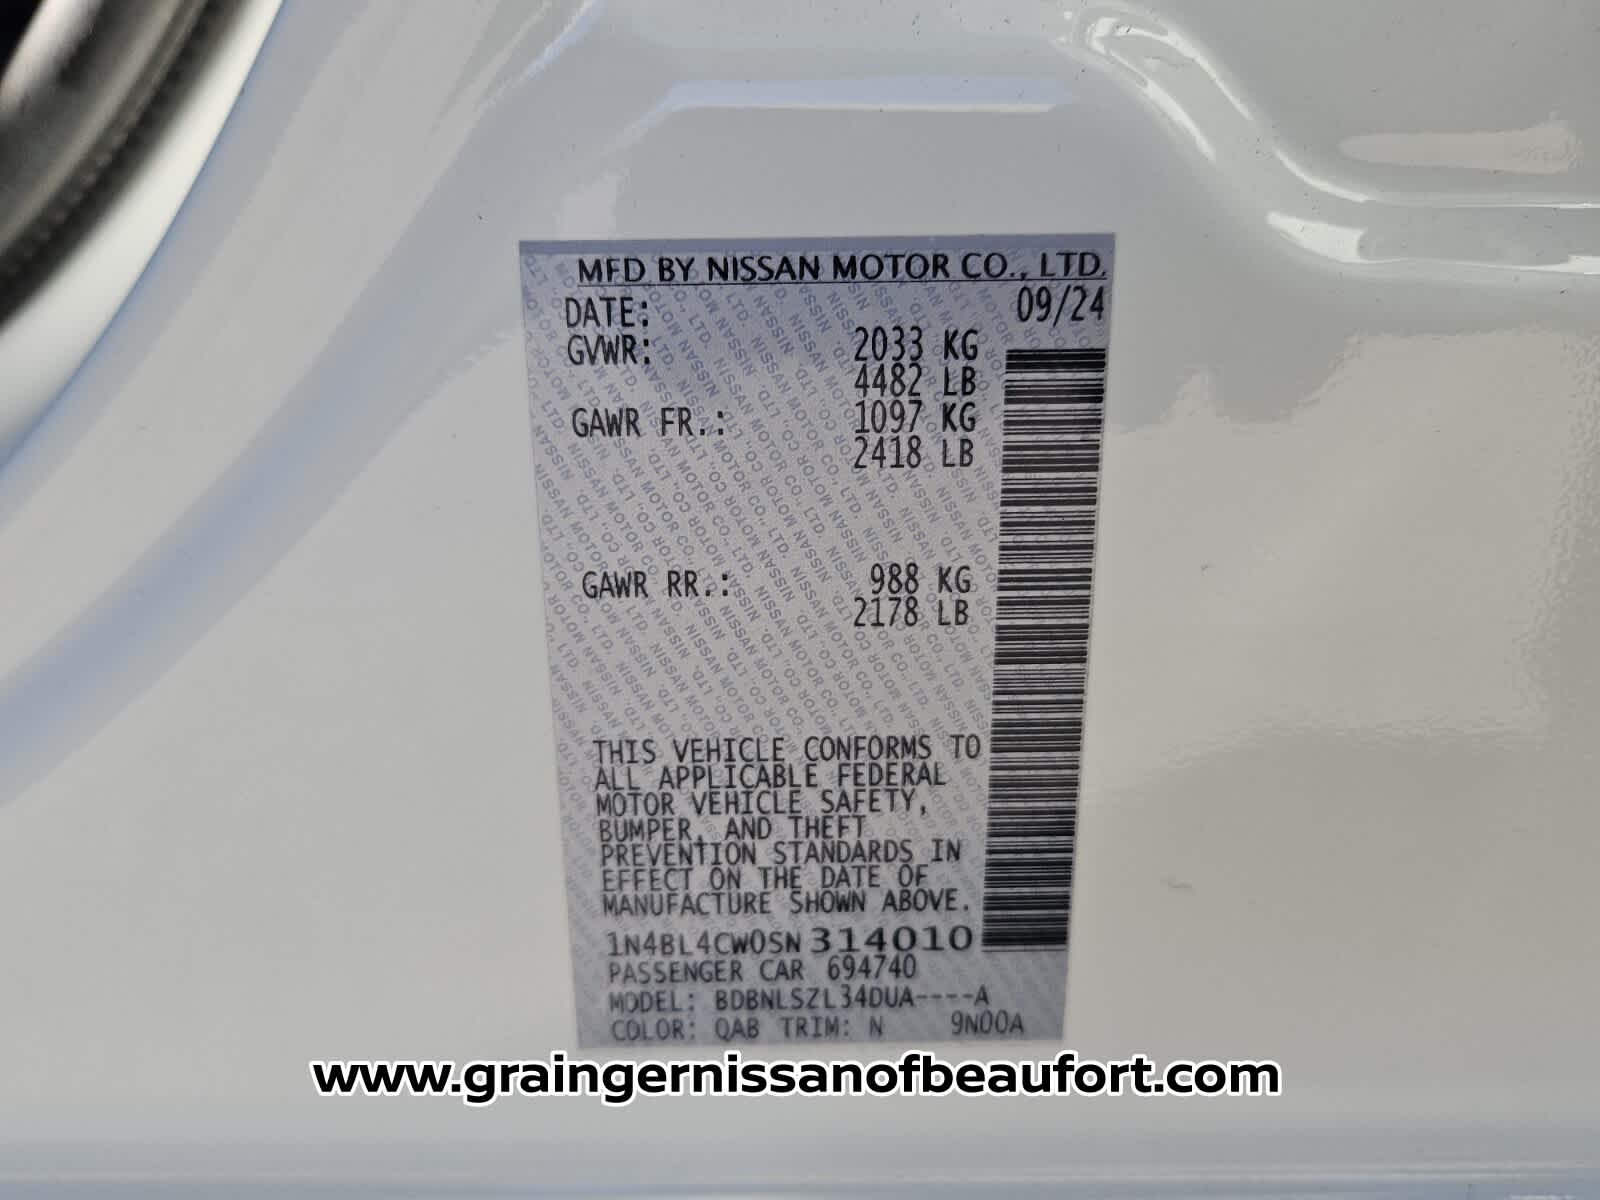 MFD BY NISSAN MOTOR CO., LTD.
DATE: 09/24
GVWR: 2033 KG
4482 LB
GAWR FR.: 1097 KG
2418 LB
GAWR RR.: 988 KG
2178 LB
THIS VEHICLE CONFORMS TO
ALL APPLICABLE FEDERAL
MOTOR VEHICLE SAFETY,
BUMPER, AND THEFT
PREVENTION STANDARDS IN
EFFECT ON THE DATE OF
MANUFACTURE SHOWN ABOVE.
1N4BL4CW0SN314010
PASSENGER CAR 694740
MODEL: BDBNLSZL34DUA----A
COLOR: QAB TRIM: N 9N00A
www.graingernissanofbeaufort.com